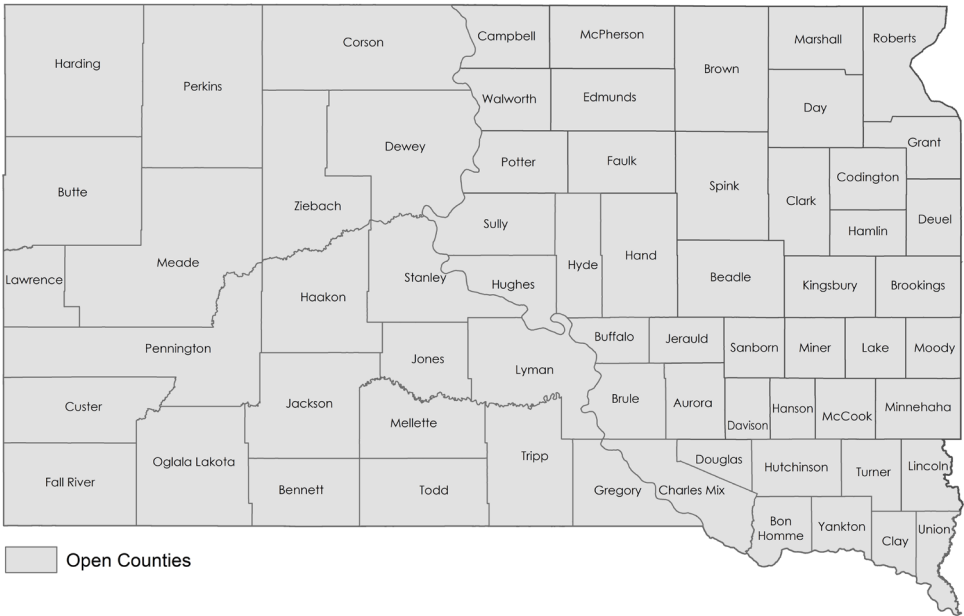 Harding
Perkins
Corson
Campbell
McPherson
Brown
Marshall
Roberts
Walworth
Edmunds
Day
Dewey
Potter
Faulk
Grant
Butte
Ziebach
Spink
Clark
Codington
Meade
Sully
Hamlin
Deuel
Lawrence
Haakon
Stanley
Hughes
Hyde
Hand
Beadle
Kingsbury
Brookings
Pennington
Jones
Lyman
Buffalo
Jerauld
Sanborn
Miner
Lake
Moody
Custer
Jackson
Mellette
Brule
Aurora
Davison
Hanson
McCook
Minnehaha
Fall River
Oglala Lakota
Bennett
Todd
Tripp
Gregory
Charles Mix
Douglas
Hutchinson
Turner
Lincoln
Bon
Homme
Yankton
Clay
Union
Open Counties